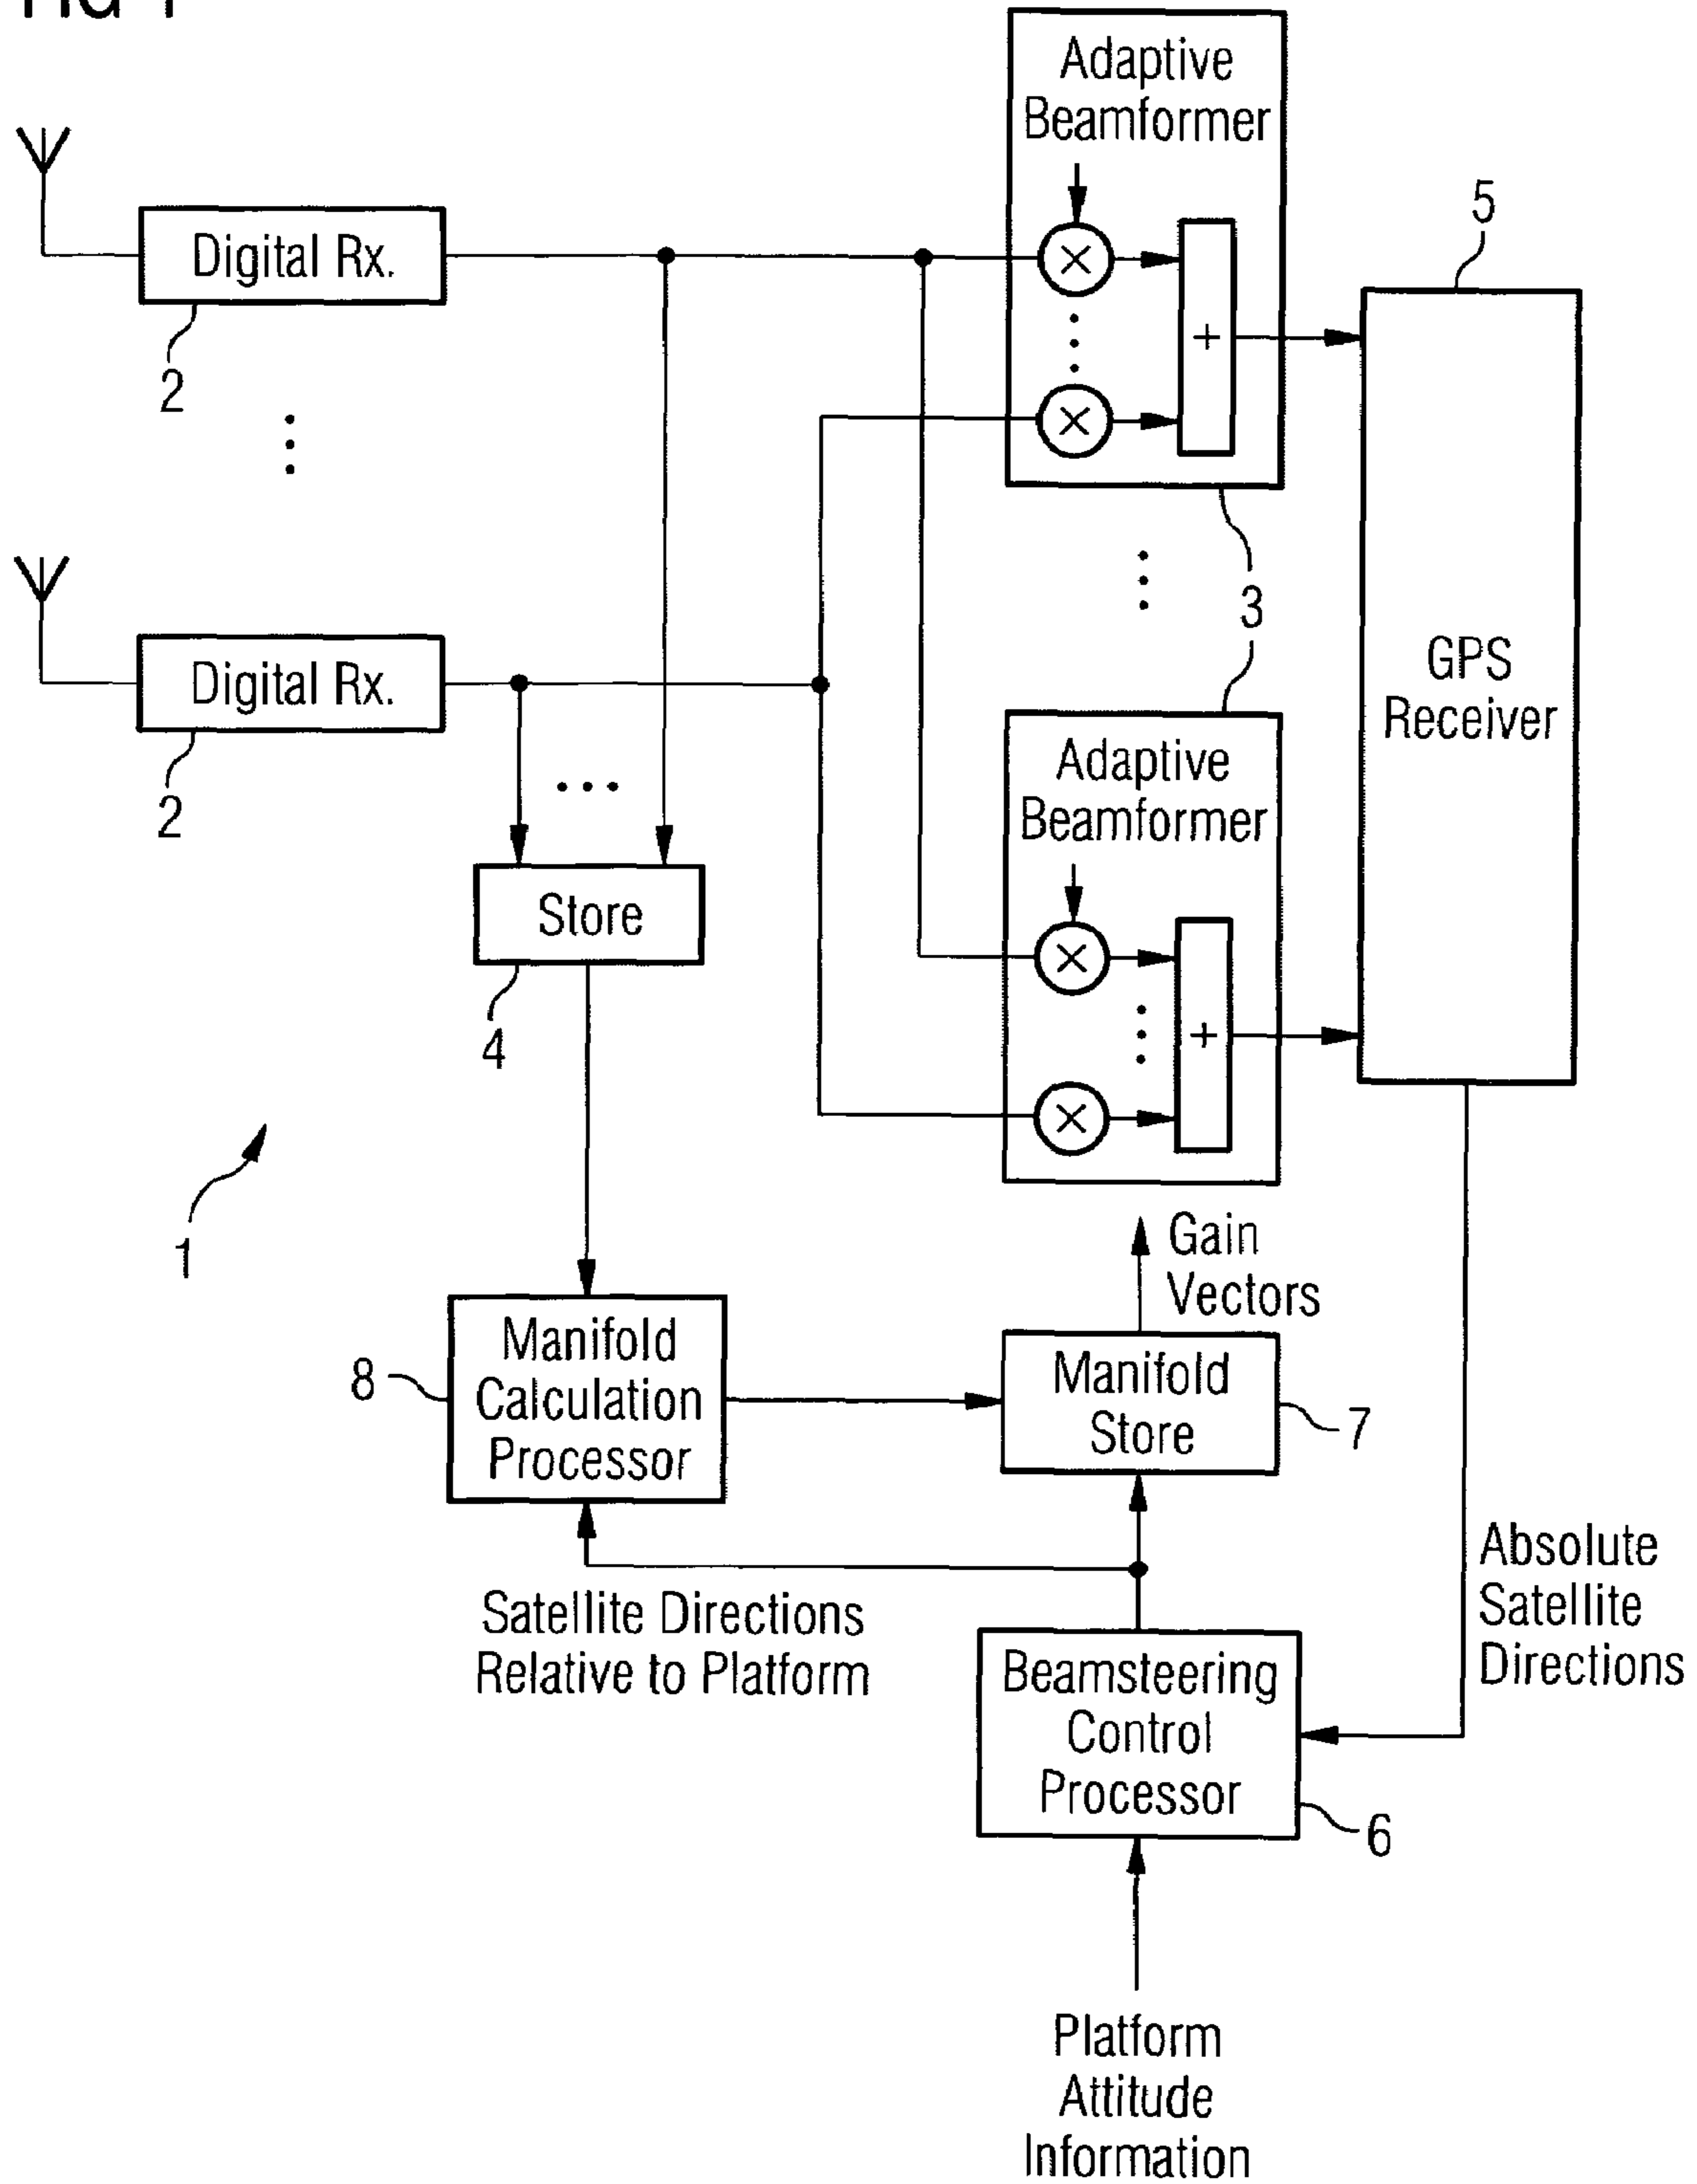 Adaptive
Beamformer
Digital Rx.
2
+
5
3
Digital Rx.
2
GPS
Receiver
Adaptive
Beamformer
Store
4
+
1
Gain
Vectors
Manifold
Calculation
Processor
8
Manifold
Store
7
Satellite Directions
Relative to Platform
Absolute
Satellite
Directions
Beamsteering
Control
Processor
6
Platform
Attitude
Information